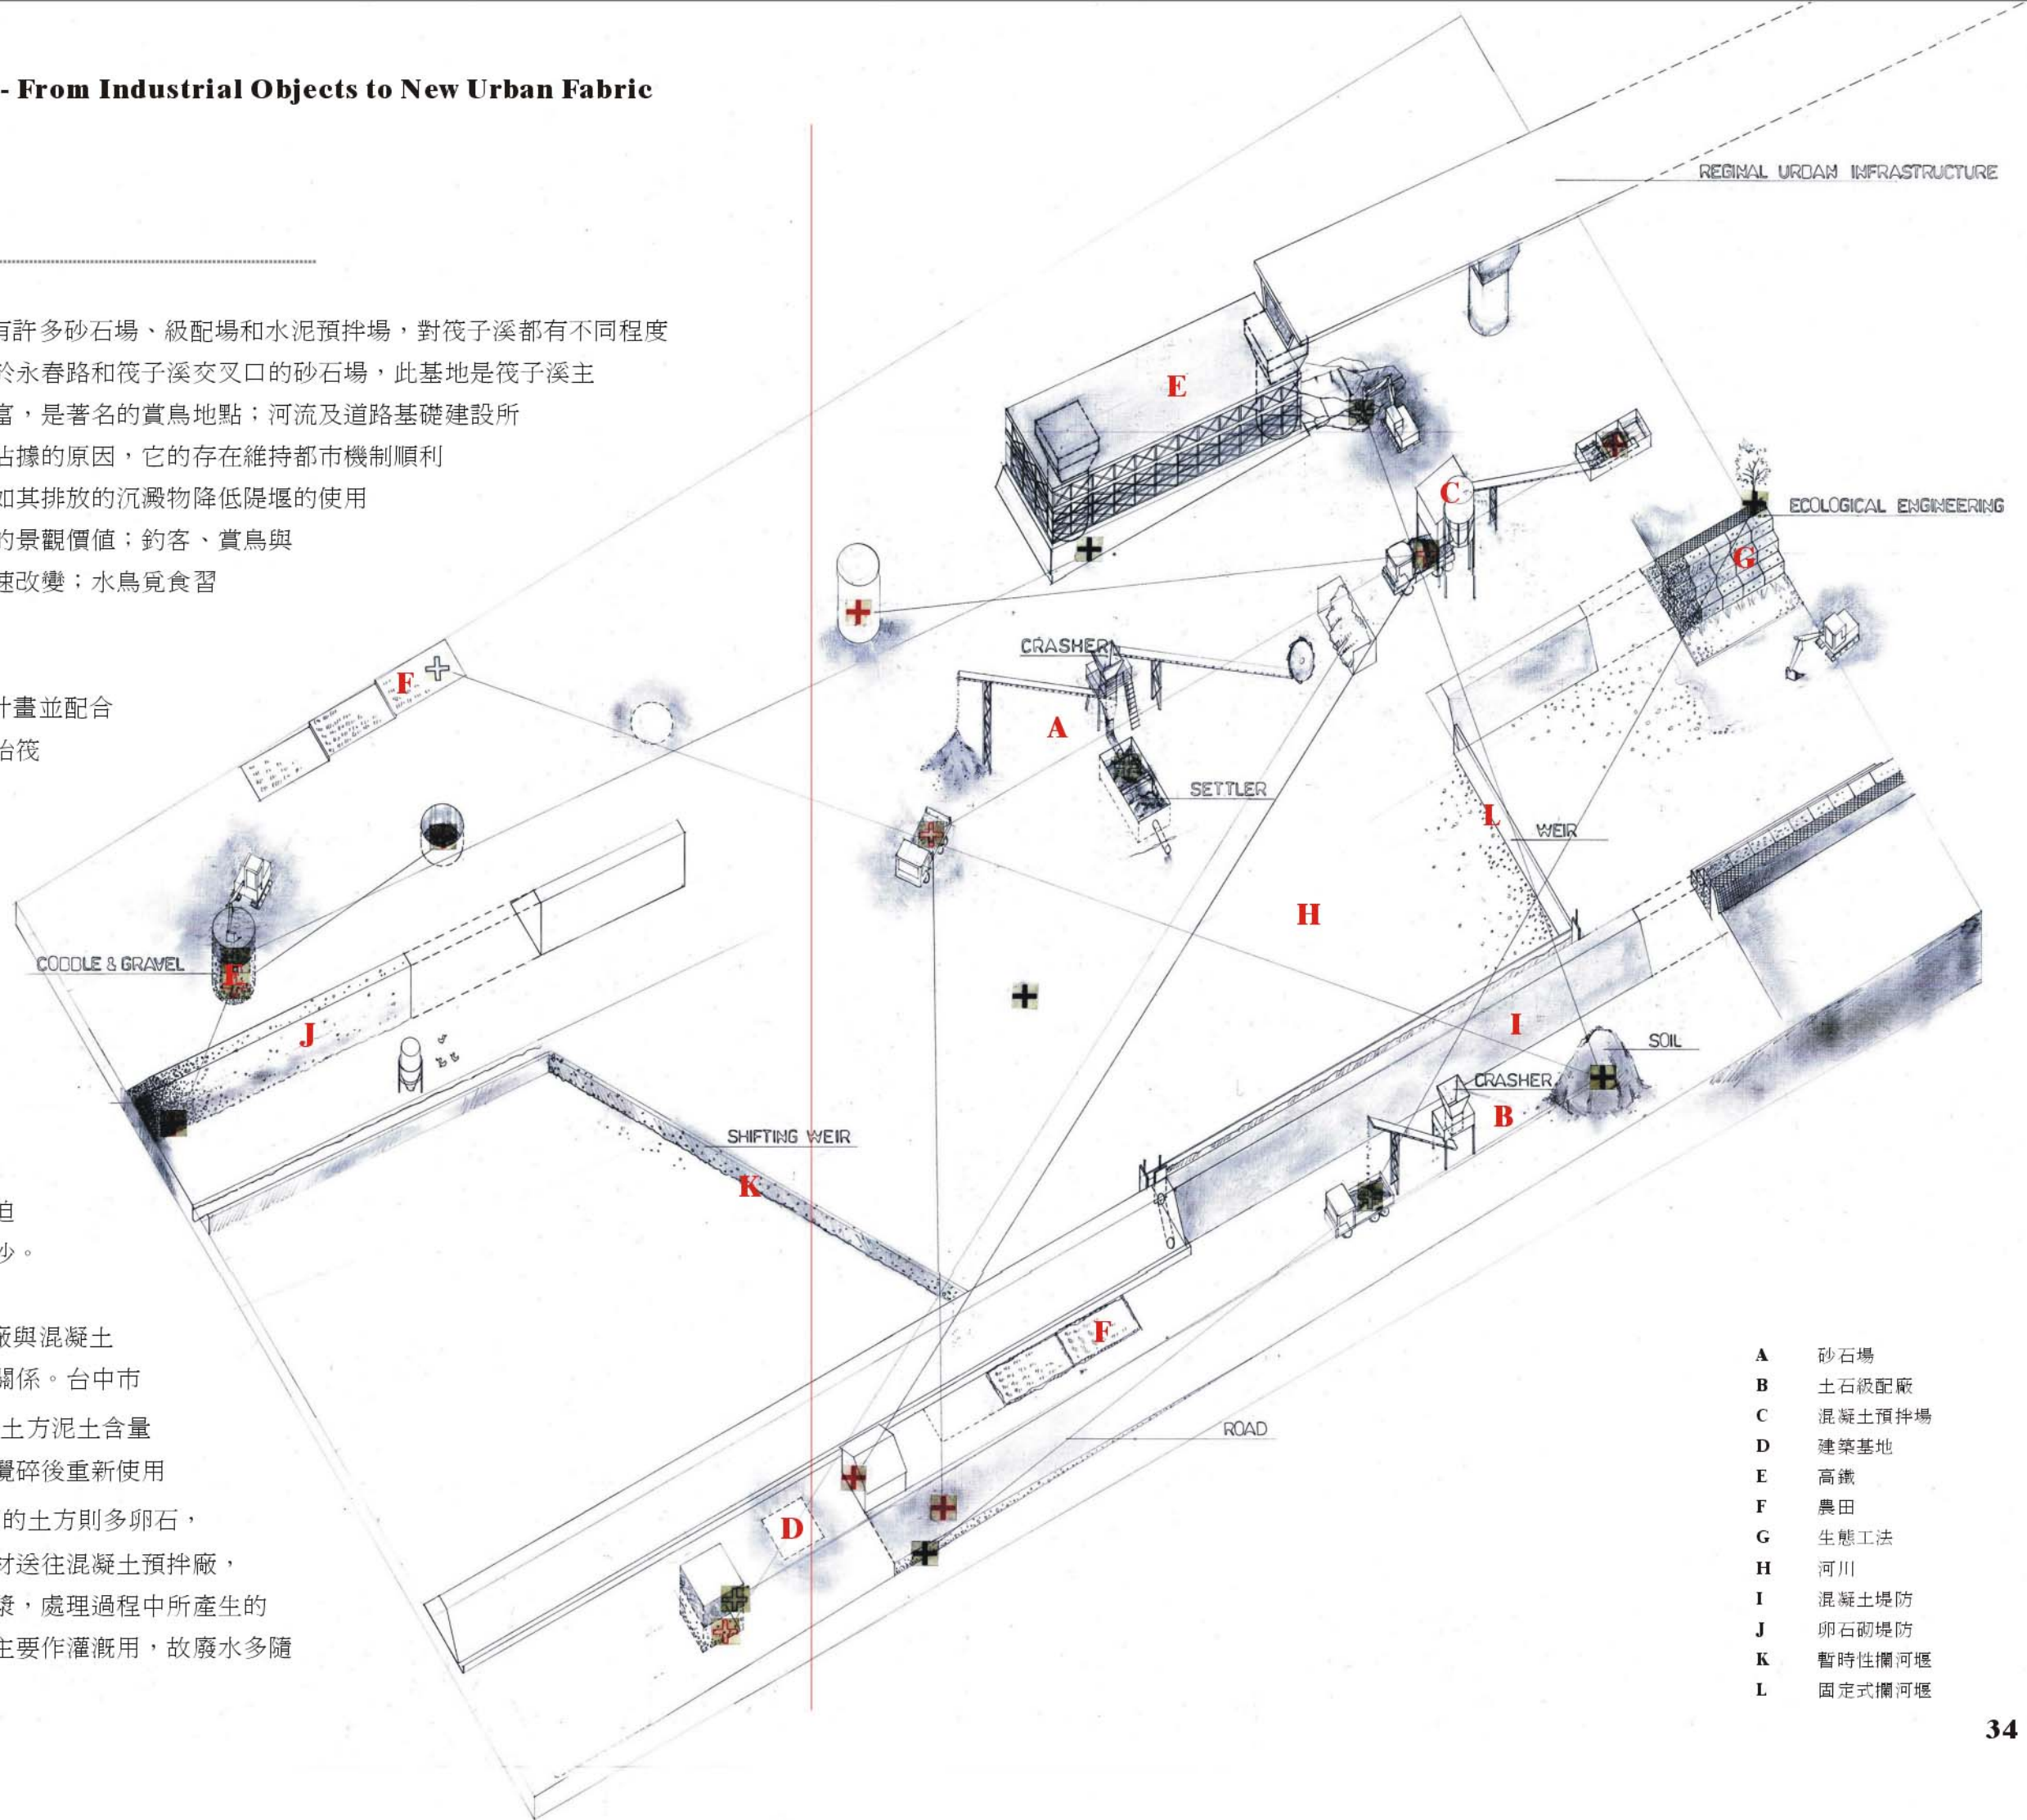 - From Industrial Objects to New Urban Fabric
有許多砂石場、級配場和水泥預拌場，對筏子溪都有不同程度
於永春路和筏子溪交叉口的砂石場，此基地是筏子溪主
富，是著名的賞鳥地點；河流及道路基礎建設所
占據的原因，它的存在維持都市機制順利
如其排放的沉澱物降低隄堰的使用
的景觀價值；釣客、賞鳥與
速改變；水鳥覓食習
計畫並配合
治筏
迫
少。
廠與混凝土
關係。台中市
土方泥土含量
攪碎後重新使用
的土方則多卵石，
材送往混凝土預拌廠，
漿，處理過程中所產生的
主要作灌溉用，故廢水多隨
REGINAL URDAN INFRASTRUCTURE
E
C
ECOLOGICAL ENGINEERING
G
CRASHER
F
A
SETTLER
L
WEIR
H
CODDLE & GRAVEL
J
I
SOIL
CRASHER
B
SHIFTING WEIR
K
F
ROAD
D
A 砂石場
B 土石級配廠
C 混凝土預拌場
D 建築基地
E 高鐵
F 農田
G 生態工法
H 河川
I 混凝土堤防
J 卵石砌堤防
K 暫時性攔河堰
L 固定式攔河堰
34